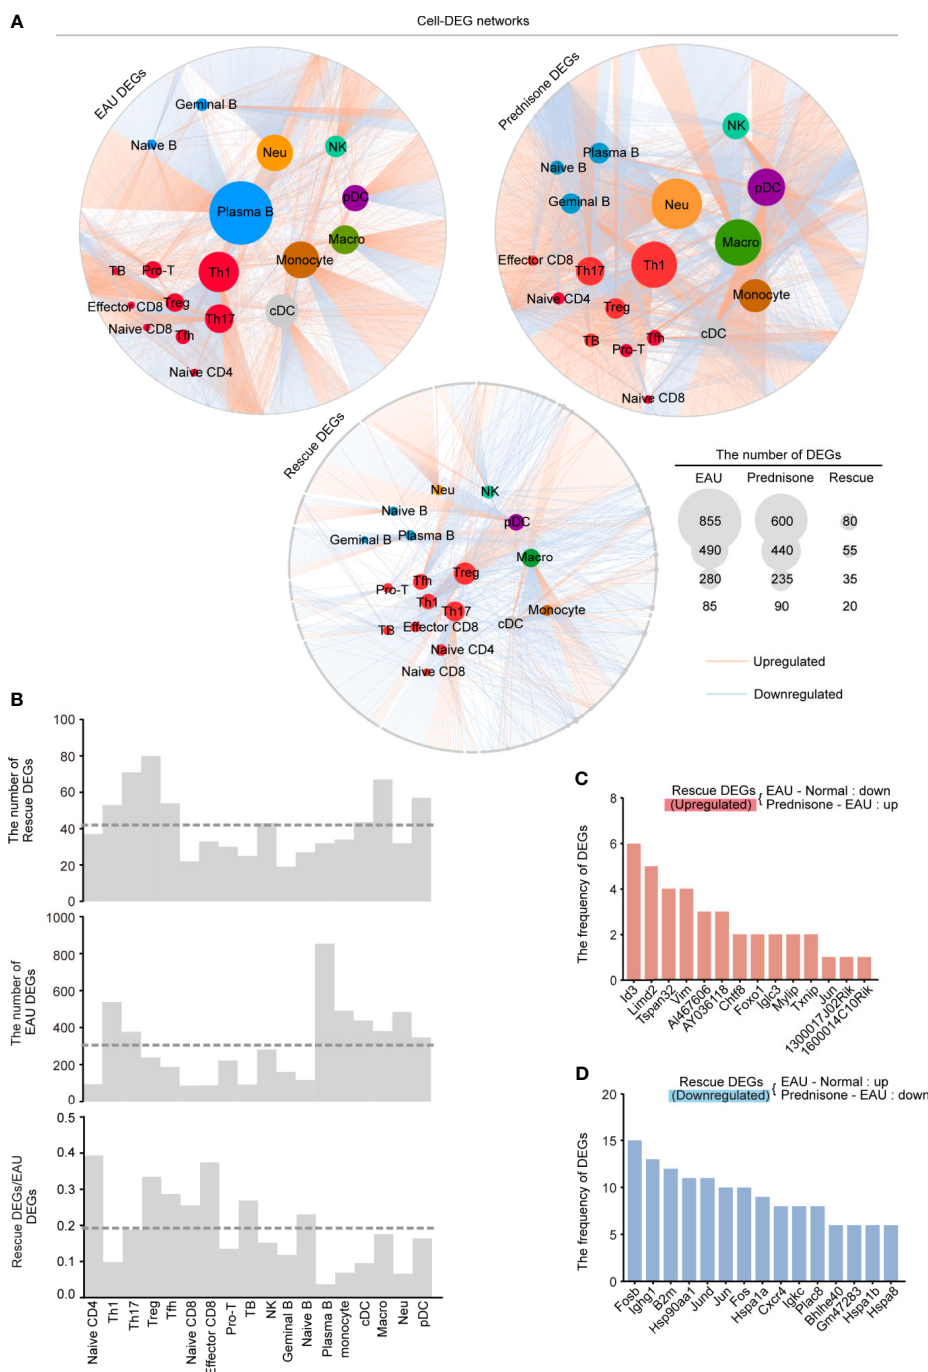 A
Cell-DEG networks
EAU DEGs
Geminal B
Naive B
Neu
NK
Plasma B
pDC
Macro
Monocyte
TB
Pro-T
Th1
Effector CD8
Treg
cDC
Naive CD8
Th17
Tfh
Naive CD4
Prednisone DEGs
NK
Plasma B
Naive B
pDC
Geminal B
Neu
Macro
Effector CD8
Th17
Th1
Naive CD4
Monocyte
Treg
cDC
TB
Pro-T
Tfh
Naive CD8
Rescue DEGs
Neu
NK
Naive B
pDC
Geminal B
Plasma B
Macro
Treg
Pro-T
Tfh
Th1
Th17
Monocyte
cDC
TB
Effector CD8
Naive CD4
Naive CD8
The number of DEGs
EAU Prednisone Rescue
855 600 80
490 440 55
280 235 35
85 90 20
Upregulated
Downregulated
B
The number of
Rescue DEGs
100
80
60
40
20
0
The number of
EAU DEGs
1000
800
600
400
200
0
Rescue DEGs/EAU
DEGs
0.5
0.4
0.3
0.2
0.1
0.0
Naive CD4
Th1
Th17
Treg
Tfh
Naive CD8
Effector CD8
Pro-T
TB
NK
Geminal B
Naive B
Plasma B
monocyte
cDC
Macro
Neu
pDC
C
Rescue DEGs
(Upregulated)
{ EAU - Normal : down
Prednisone - EAU : up
The frequency of DEGs
8
6
4
2
0
Id3
Limd2
Tspan32
Vim
AI467606
AY036118
Chtf8
Foxo1
Iglc3
Mylip
Txnip
Jun
1300017J02Rik
1600014C10Rik
D
Rescue DEGs
(Downregulated)
{ EAU - Normal : up
Prednisone - EAU : down
The frequency of DEGs
20
15
10
5
0
Fosb
Ighg1
B2m
Hsp90aa1
Jund
Jun
Fos
Hspa1a
Cxcr4
Igkc
Plac8
Bhlhe40
Gm47283
Hspa1b
Hspa8